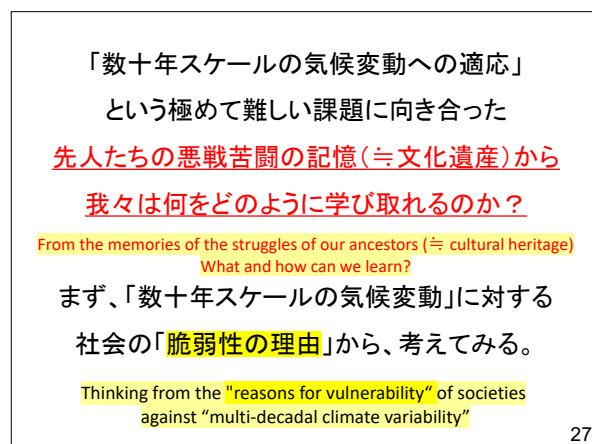 「数十年スケールの気候変動への適応」
という極めて難しい課題に向き合った
先人たちの悪戦苦闘の記憶(≒文化遺産)から
我々は何をどのように学び取れるのか？
From the memories of the struggles of our ancestors (≒ cultural heritage)
What and how can we learn?
まず、「数十年スケールの気候変動」に対する
社会の「脆弱性の理由」から、考えてみる。
Thinking from the "reasons for vulnerability“ of societies
against “multi-decadal climate variability”
27